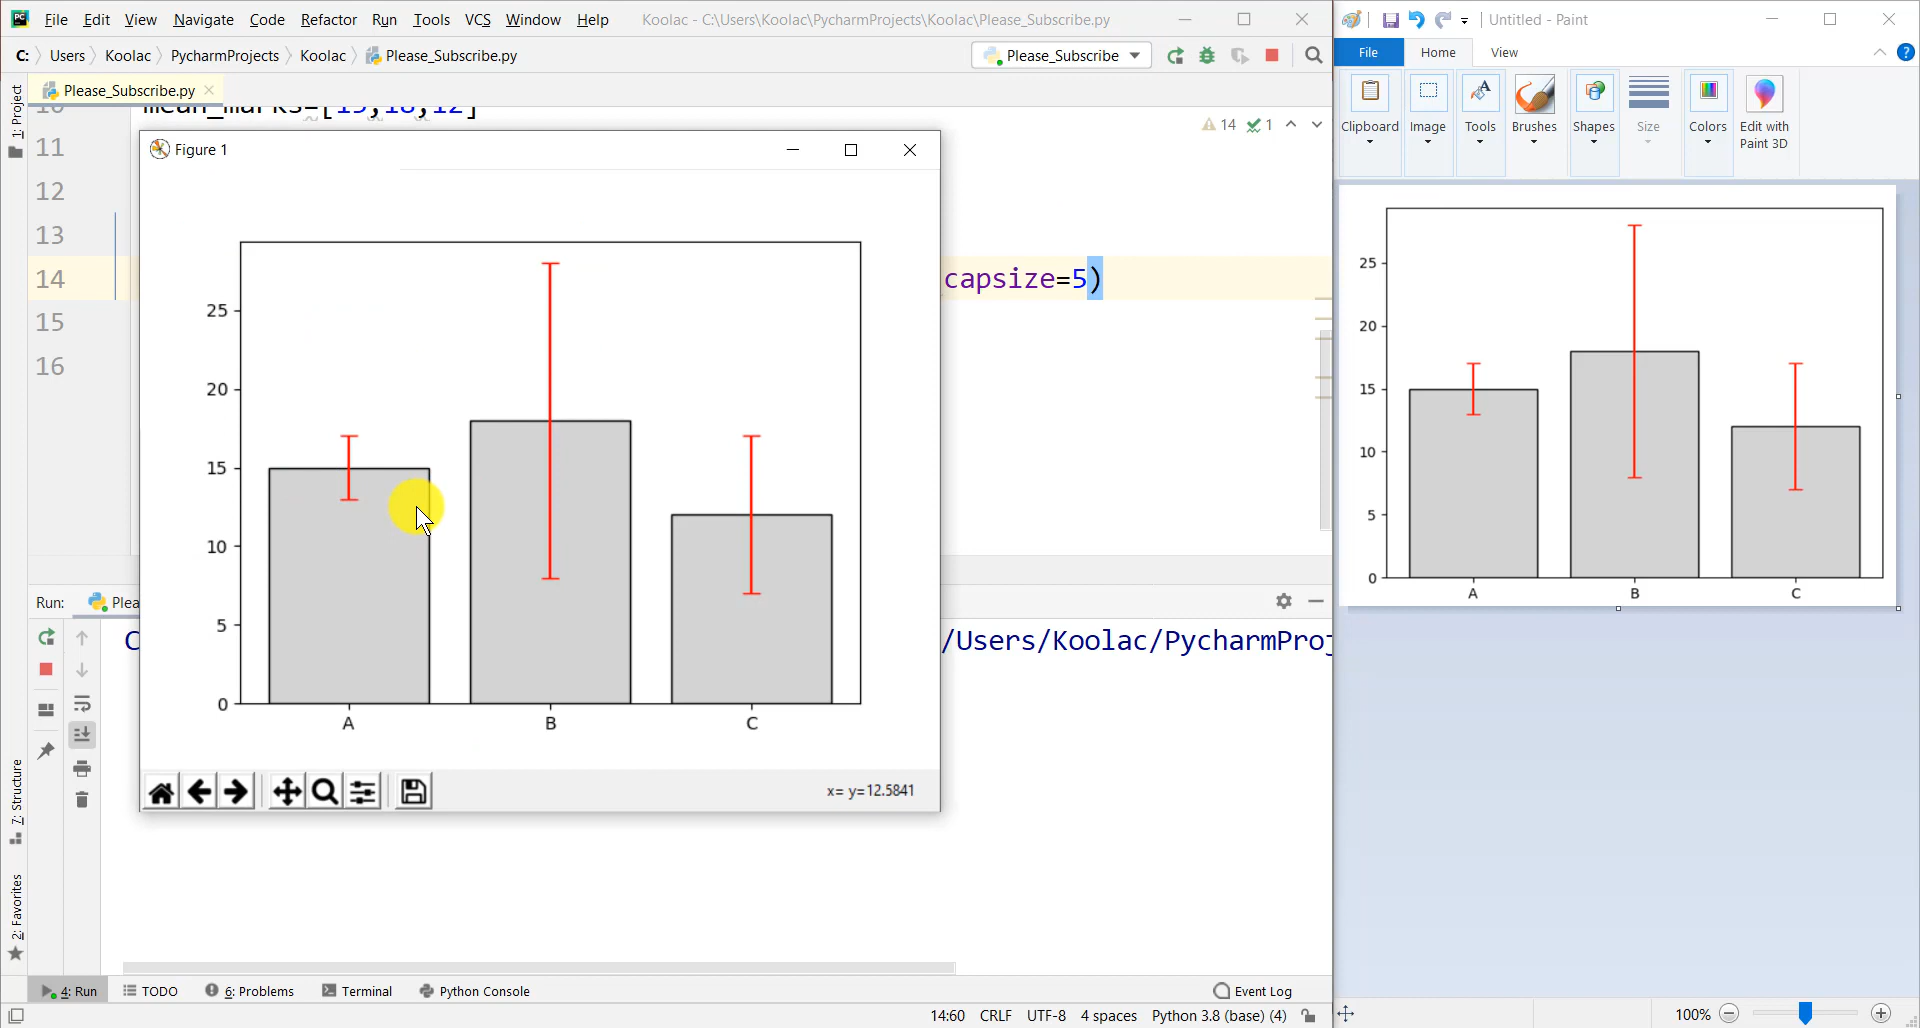 File Edit View Navigate Code Refactor Run Tools VCS Window Help Koolac - C:\Users\Koolac\PycharmProjects\Koolac\Please_Subscribe.py
C: Users Koolac PycharmProjects Koolac Please_Subscribe.py Please_Subscribe
Please_Subscribe.py
1: Project
14 1
Figure 1
11
12
13
14
15
16
capsize=5)
25
20
15
10
5
0
A B C
x= y=12.5841
Run:
/Users/Koolac/PycharmProj
7: Structure
2: Favorites
4: Run TODO 6: Problems Terminal Python Console Event Log
14:60 CRLF UTF-8 4 spaces Python 3.8 (base) (4)
Untitled - Paint
File Home View
Clipboard Image Tools Brushes Shapes Size Colors Edit with
Paint 3D
25
20
15
10
5
0
A B C
100%